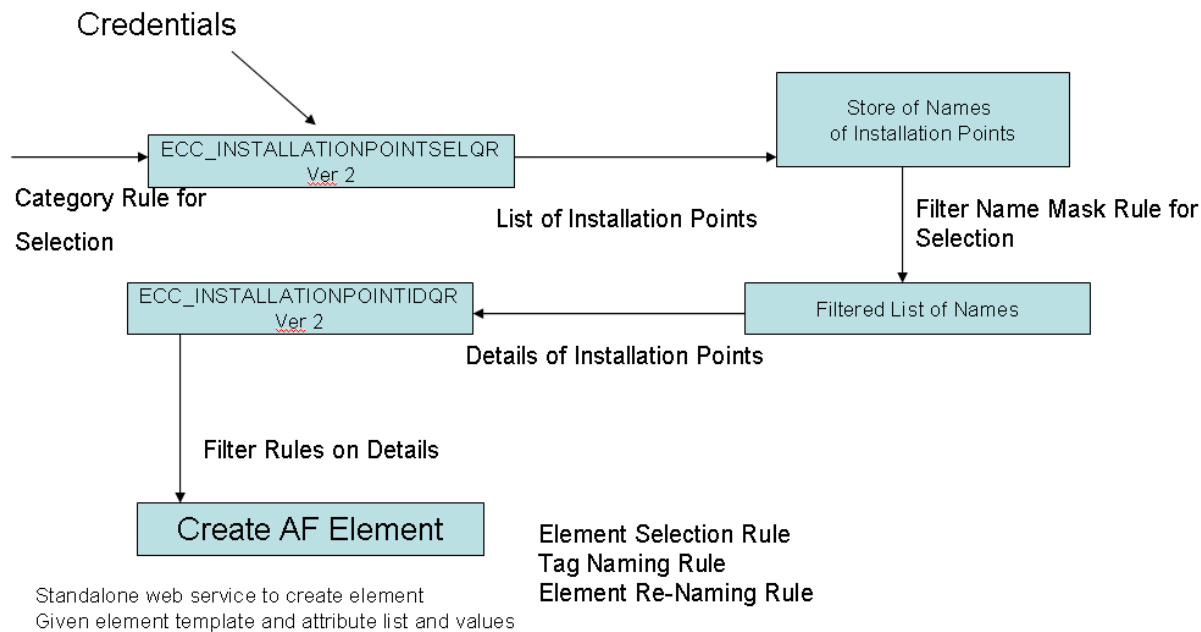 Credentials
ECC_INSTALLATIONPOINTSELQR
Ver 2
Store of Names
of Installation Points
Category Rule for
Selection
List of Installation Points
Filter Name Mask Rule for
Selection
ECC_INSTALLATIONPOINTIDQR
Ver 2
Filtered List of Names
Details of Installation Points
Filter Rules on Details
Create AF Element
Element Selection Rule
Tag Naming Rule
Element Re-Naming Rule
Standalone web service to create element
Given element template and attribute list and values